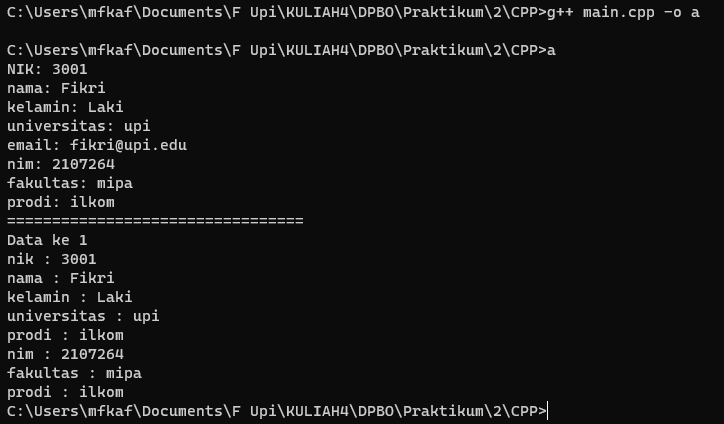 C:\Users\mfkaf\Documents\F Upi\KULIAH4\DPBO\Praktikum\2\CPP>g++ main.cpp -o a
C:\Users\mfkaf\Documents\F Upi\KULIAH4\DPBO\Praktikum\2\CPP>a
NIK: 3001
nama: Fikri
kelamin: Laki
universitas: upi
email: fikri@upi.edu
nim: 2107264
fakultas: mipa
prodi: ilkom
=================================
Data ke 1
nik : 3001
nama : Fikri
kelamin : Laki
universitas : upi
prodi : ilkom
nim : 2107264
fakultas : mipa
prodi : ilkom
C:\Users\mfkaf\Documents\F Upi\KULIAH4\DPBO\Praktikum\2\CPP>